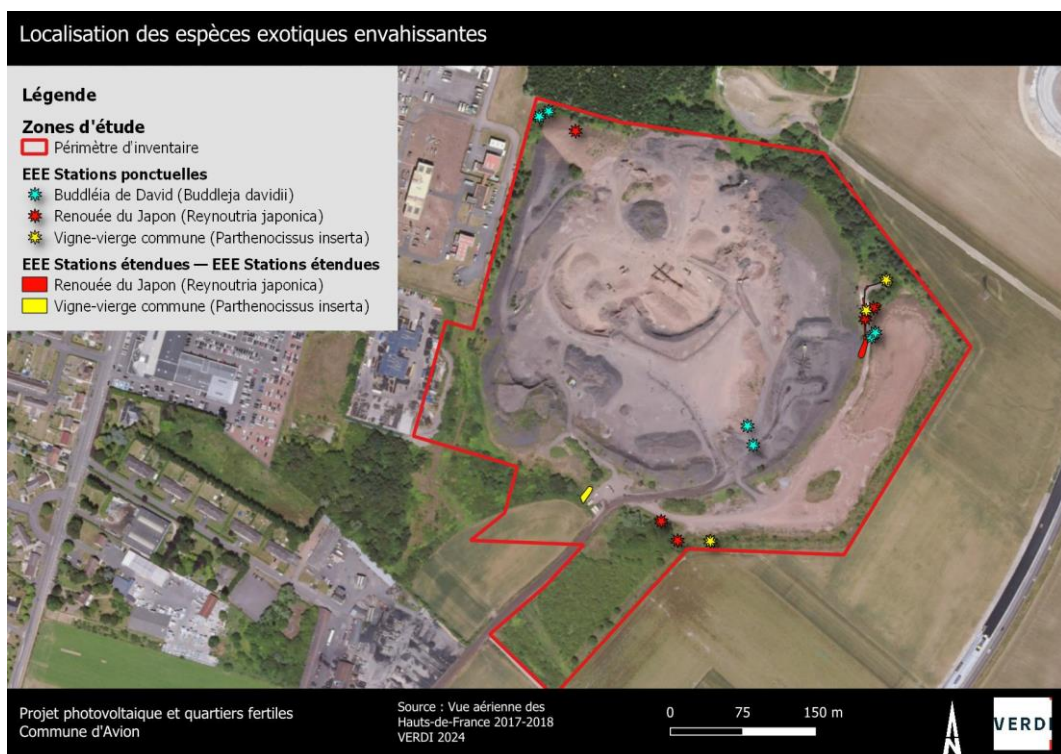 Localisation des espèces exotiques envahissantes
Légende
Zones d'étude
Périmètre d'inventaire
EEE Stations ponctuelles
Buddléia de David (Buddleja davidii)
Renouée du Japon (Reynoutria japonica)
Vigne-vierge commune (Parthenocissus inserta)
EEE Stations étendues — EEE Stations étendues
Renouée du Japon (Reynoutria japonica)
Vigne-vierge commune (Parthenocissus inserta)
Projet photovoltaique et quartiers fertiles
Commune d'Avion
Source : Vue aérienne des
Hauts-de-France 2017-2018
VERDI 2024
0 75 150 m
N
VERDI